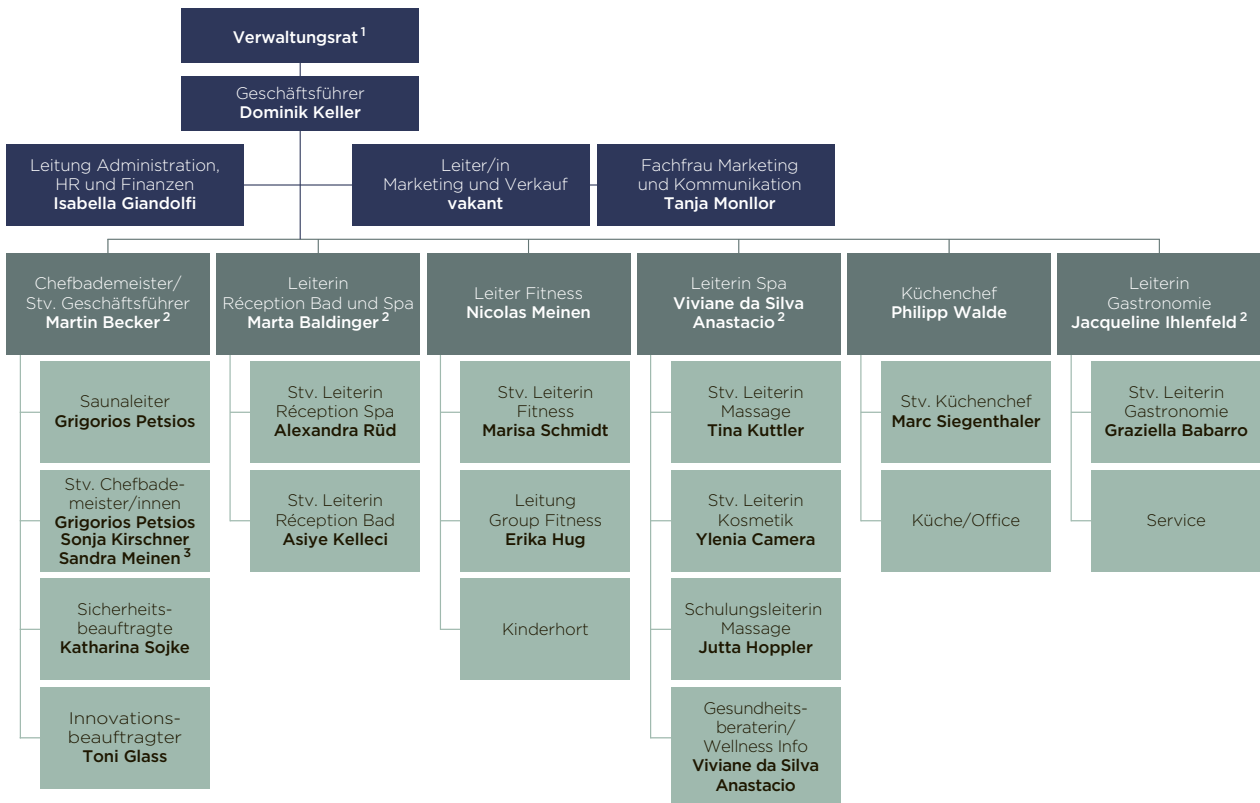 Verwaltungsrat 1
Geschäftsführer
Dominik Keller
Leitung Administration,
HR und Finanzen
Isabella Giandolfi
Leiter/in
Marketing und Verkauf
vakant
Fachfrau Marketing
und Kommunikation
Tanja Monllor
Chefbademeister/
Stv. Geschäftsführer
Martin Becker 2
Leiterin
Réception Bad und Spa
Marta Baldinger 2
Leiter Fitness
Nicolas Meinen
Leiterin Spa
Viviane da Silva
Anastacio 2
Küchenchef
Philipp Walde
Leiterin
Gastronomie
Jacqueline Ihlenfeld 2
Saunaleiter
Grigorios Petsios
Stv. Leiterin
Réception Spa
Alexandra Rüd
Stv. Leiterin
Fitness
Marisa Schmidt
Stv. Leiterin
Massage
Tina Kuttler
Stv. Küchenchef
Marc Siegenthaler
Stv. Leiterin
Gastronomie
Graziella Babarro
Stv. Chefbade-
meister/innen
Grigorios Petsios
Sonja Kirschner
Sandra Meinen 3
Stv. Leiterin
Réception Bad
Asiye Kelleci
Leitung
Group Fitness
Erika Hug
Stv. Leiterin
Kosmetik
Ylenia Camera
Küche/Office
Service
Sicherheits-
beauftragte
Katharina Sojke
Kinderhort
Schulungsleiterin
Massage
Jutta Hoppler
Innovations-
beauftragter
Toni Glass
Gesundheits-
beraterin/
Wellness Info
Viviane da Silva
Anastacio